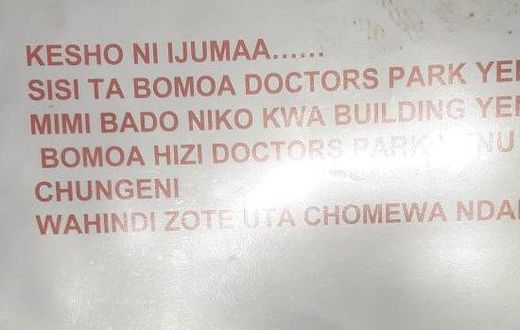 KESHO NI IJUMAA......
SISI TA BOMOA DOCTORS PARK
MIMI BADO NIKO KWA BUILDING
BOMOA HIZI DOCTORS PARK
CHUNGENI
WAHINDI ZOTE UTA CHOMEWA